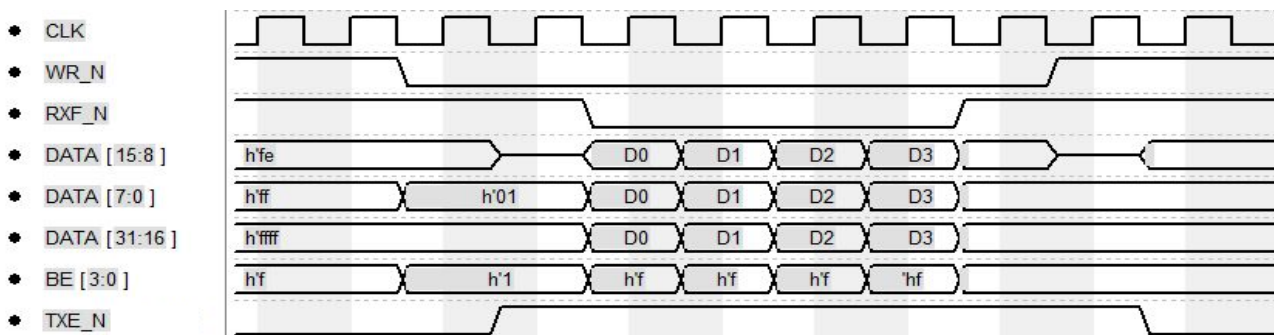 CLK
WR_N
RXF_N
DATA [15:8] h'fe D0 D1 D2 D3
DATA [7:0] h'ff h'01 D0 D1 D2 D3
DATA [31:16] h'ffff D0 D1 D2 D3
BE [3:0] h'f h'1 h'f h'f h'f 'hf
TXE_N